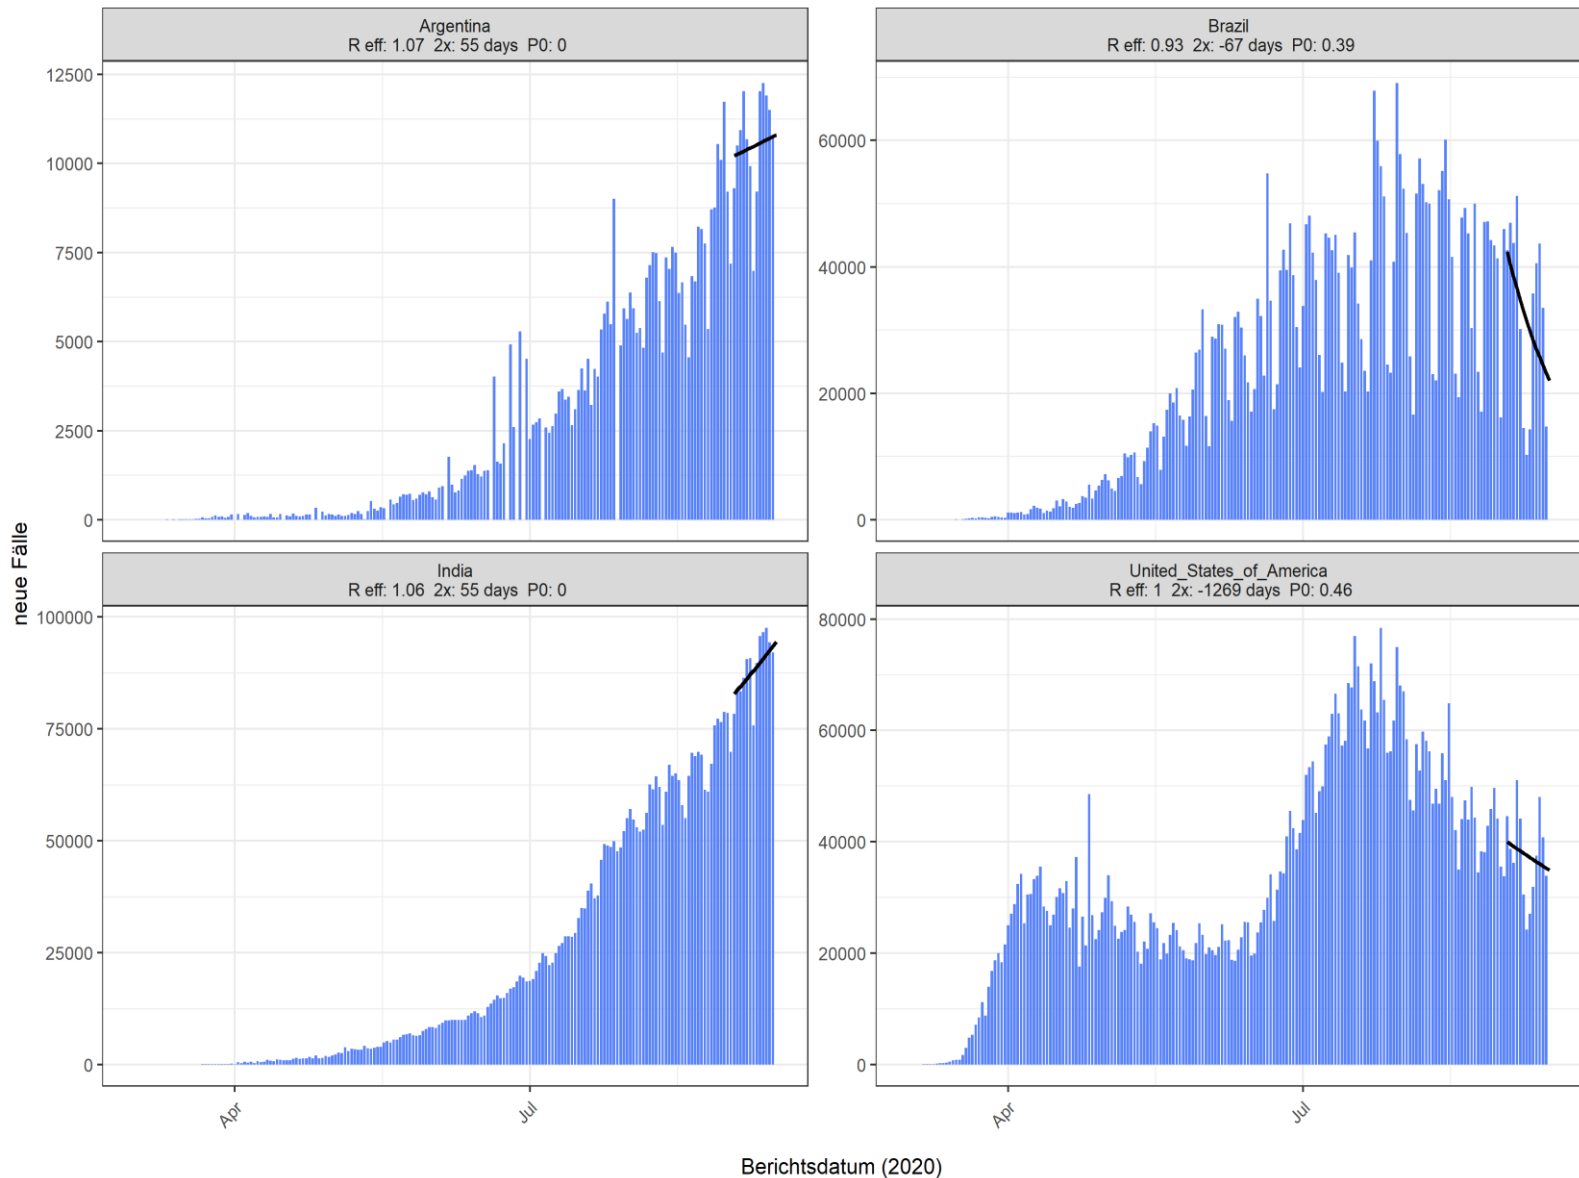 Argentina
R eff: 1.07 2x: 55 days P0: 0
Brazil
R eff: 0.93 2x: -67 days P0: 0.39
12500
10000
7500
5000
2500
0
60000
40000
20000
0
neue Fälle
India
R eff: 1.06 2x: 55 days P0: 0
United_States_of_America
R eff: 1 2x: -1269 days P0: 0.46
100000
75000
50000
25000
0
80000
60000
40000
20000
0
Apr
Jul
Apr
Jul
Berichtsdatum (2020)